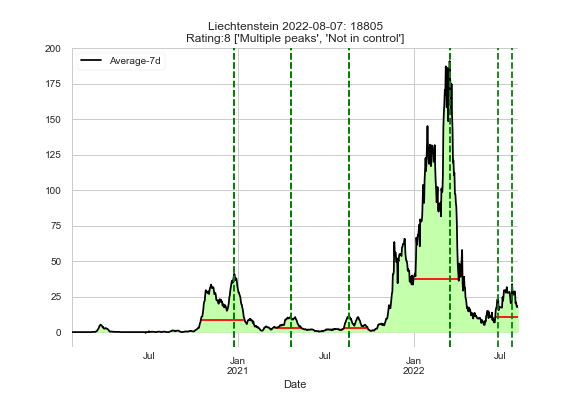 Liechtenstein 2022-08-07: 18805
Rating:8 ['Multiple peaks', 'Not in control']
Average-7d
200
175
150
125
100
75
50
25
0
Jul
Jan
2021
Jul
Jan
2022
Jul
Date